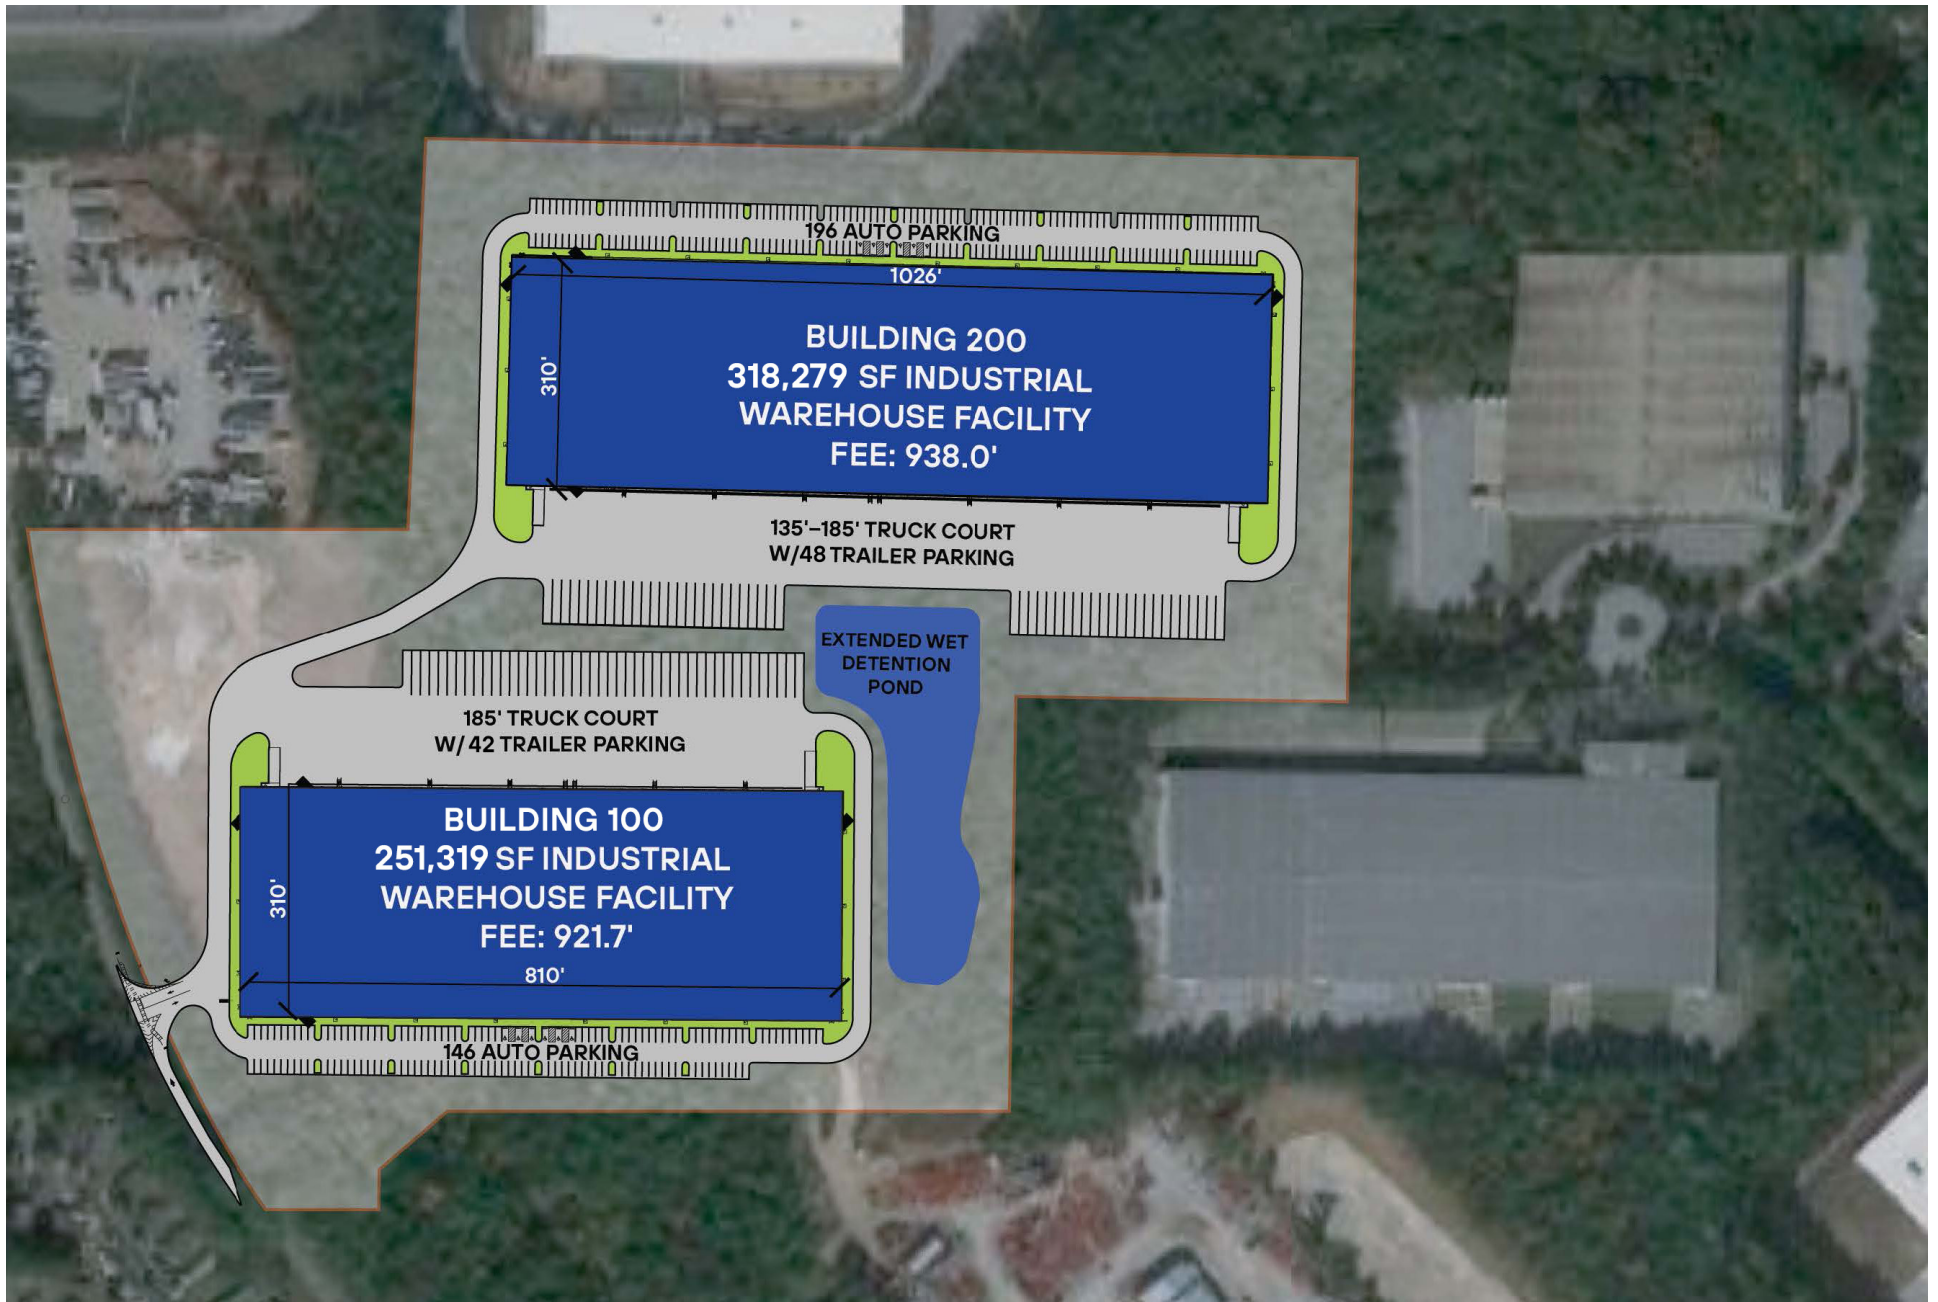 196 AUTO PARKING
1026'
310'
BUILDING 200
318,279 SF INDUSTRIAL
WAREHOUSE FACILITY
FEE: 938.0'
135'–185' TRUCK COURT
W/48 TRAILER PARKING
EXTENDED WET
DETENTION
POND
185' TRUCK COURT
W/42 TRAILER PARKING
310'
BUILDING 100
251,319 SF INDUSTRIAL
WAREHOUSE FACILITY
FEE: 921.7'
810'
146 AUTO PARKING